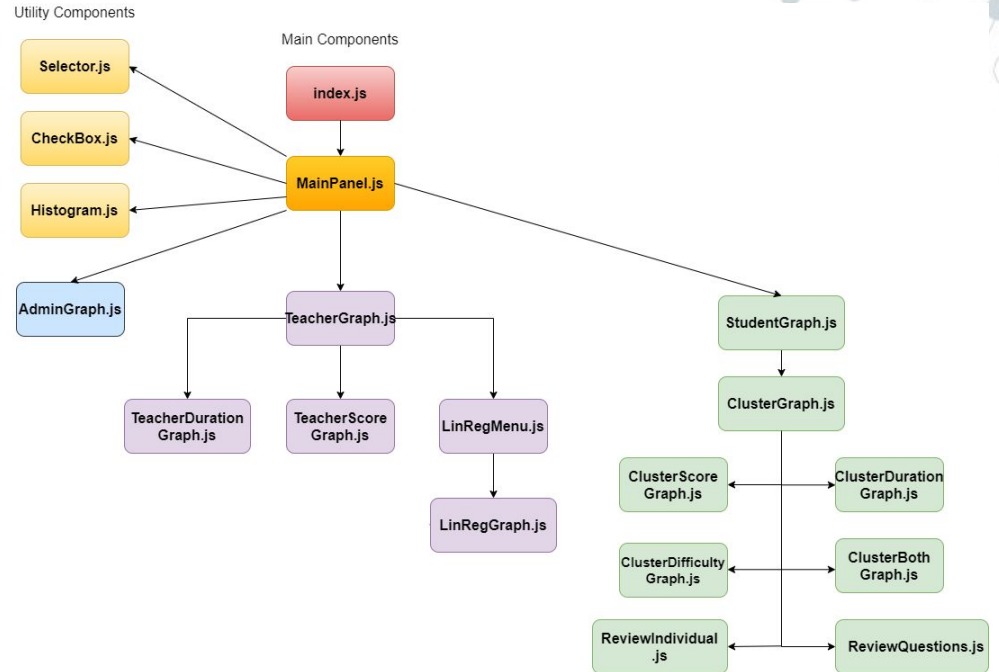 Utility Components
Main Components
Selector.js
index.js
CheckBox.js
MainPanel.js
Histogram.js
AdminGraph.js
TeacherGraph.js
StudentGraph.js
TeacherDuration
Graph.js
TeacherScore
Graph.js
LinRegMenu.js
ClusterGraph.js
LinRegGraph.js
ClusterScore
Graph.js
ClusterDuration
Graph.js
ClusterDifficulty
Graph.js
ClusterBoth
Graph.js
ReviewIndividual
.js
ReviewQuestions.js